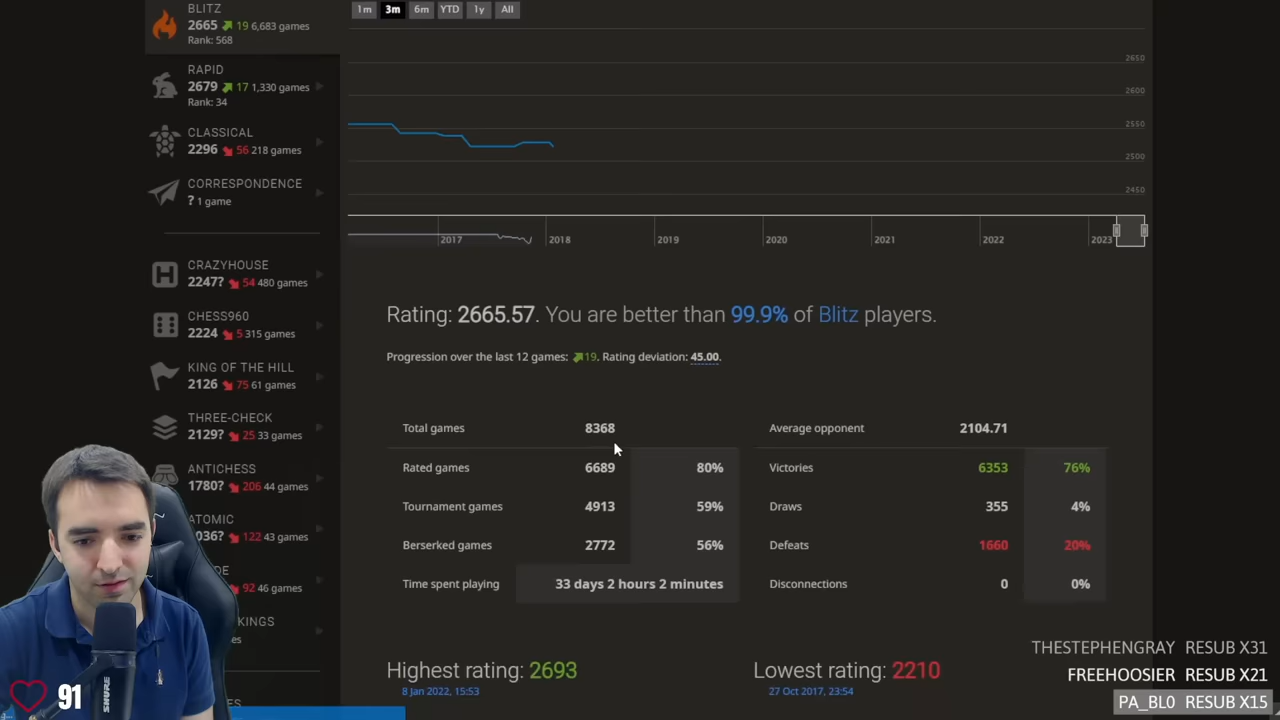 BLITZ
2665 19 6,683 games
Rank: 568
RAPID
2679 17 1,330 games
Rank: 34
CLASSICAL
2296 56 218 games
CORRESPONDENCE
? 1 game
CRAZYHOUSE
2247? 54 480 games
CHESS960
2224 5 315 games
KING OF THE HILL
2126 75 61 games
THREE-CHECK
2129? 25 33 games
ANTICHESS
1780? 206 44 games
ATOMIC
036? 122 43 games
DE
92 46 games
KINGS
1m 3m 6m YTD 1y All
2650
2600
2550
2500
2450
2017 2018 2019 2020 2021 2022 2023
Rating: 2665.57. You are better than 99.9% of Blitz players.
Progression over the last 12 games: 19. Rating deviation: 45.00.
Total games 8368
Rated games 6689 80%
Tournament games 4913 59%
Berserked games 2772 56%
Time spent playing 33 days 2 hours 2 minutes
Average opponent 2104.71
Victories 6353 76%
Draws 355 4%
Defeats 1660 20%
Disconnections 0 0%
Highest rating: 2693
8 Jan 2022, 15:53
Lowest rating: 2210
27 Oct 2017, 23:54
THESTEPHENGRAY RESUB X31
FREEHOOSIER RESUB X21
PA_BL0 RESUB X15
91
SHURE